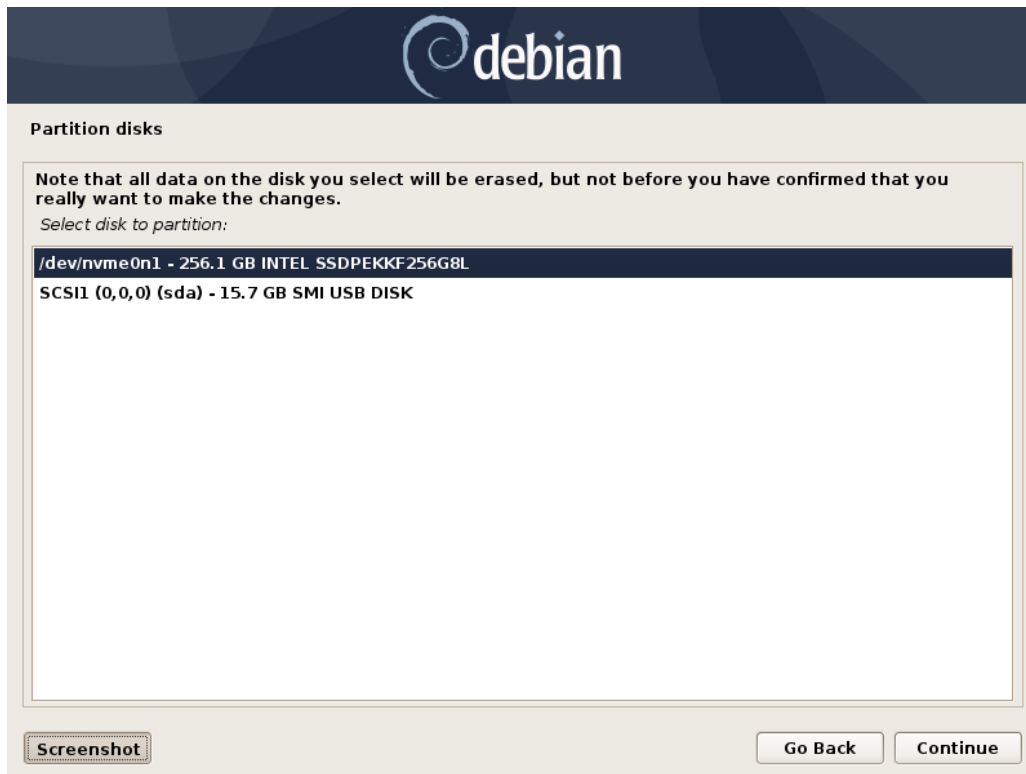 debian
Partition disks
Note that all data on the disk you select will be erased, but not before you have confirmed that you
really want to make the changes.
Select disk to partition:
/dev/nvme0n1 - 256.1 GB INTEL SSDPEKKF256G8L
SCSI1 (0,0,0) (sda) - 15.7 GB SMI USB DISK
Screenshot
Go Back
Continue